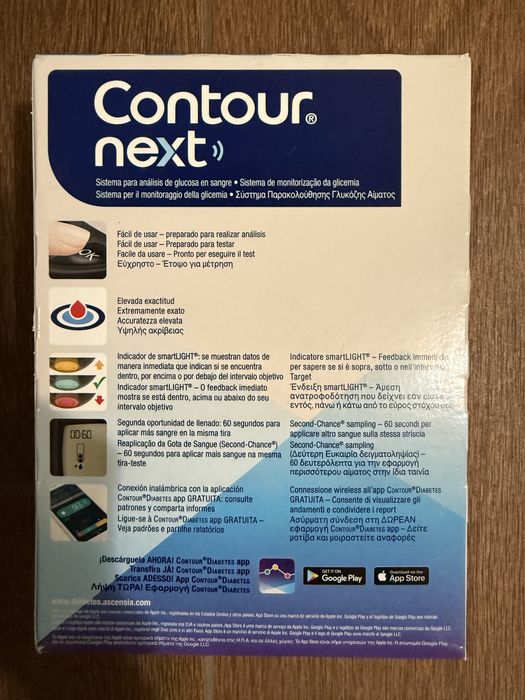 Contour®
next
Sistema para análisis de glucosa en sangre • Sistema de monitorização da glicemia
Sistema per il monitoraggio della glicemia • Σύστημα Παρακολούθησης Γλυκόζης Αίματος
OK
Fácil de usar – preparado para realizar análisis
Fácil de usar – Preparado para testar
Facile da usare – Pronto per eseguire il test
Εύχρηστο – Έτοιμο για μέτρηση
Elevada exactitud
Extremamente exato
Accuratezza elevata
Υψηλής ακρίβειας
Indicador de smartLIGHT®: se muestran datos de
manera inmediata que indican si se encuentra
dentro, por encima o por debajo del intervalo objetivo
Indicador smartLIGHT® – O feedback imediato
mostra se está dentro, acima ou abaixo do seu
intervalo objetivo
Indicatore smartLIGHT® – Feedback immediato
per sapere se si è sopra, sotto o nell'intervallo
Target
Ένδειξη smartLIGHT® – Άμεση
ανατροφοδότηση που δείχνει εάν είστε
εντός, πάνω ή κάτω από το εύρος στόχου σας
00:60
Segunda oportunidad de llenado: 60 segundos para
aplicar más sangre en la misma tira
Reaplicação da Gota de Sangue (Second-Chance®)
– 60 segundos para aplicar mais sangue na mesma
tira-teste
Second-Chance® sampling – 60 secondi per
applicare altro sangue sulla stessa striscia
Second-Chance® sampling
(Δεύτερη Ευκαιρία δειγματοληψίας) –
60 δευτερόλεπτα για την εφαρμογή
περισσότερου αίματος στην ίδια ταινία
Conexión inalámbrica con la aplicación
CONTOUR®DIABETES app GRATUITA: consulte
patrones y comparta informes
Ligue-se à CONTOUR®DIABETES app GRATUITA –
Veja padrões e partilhe relatórios
Connessione wireless all'app CONTOUR®DIABETES
GRATUITA – Consente di visualizzare gli
andamenti e condividere i report
Ασύρματη σύνδεση στη ΔΩΡΕΑΝ
εφαρμογή CONTOUR®DIABETES app – Δείτε
μοτίβα και μοιραστείτε αναφορές
¡Descárguela AHORA! CONTOUR®DIABETES app
Transfira JÁ! CONTOUR®DIABETES app
Scarica ADESSO! App CONTOUR®DIABETES
Λήψη ΤΩΡΑ! Εφαρμογή CONTOUR®DIABETES
GET IT ON
Google Play
Download on the
App Store
www.diabetes.ascensia.com